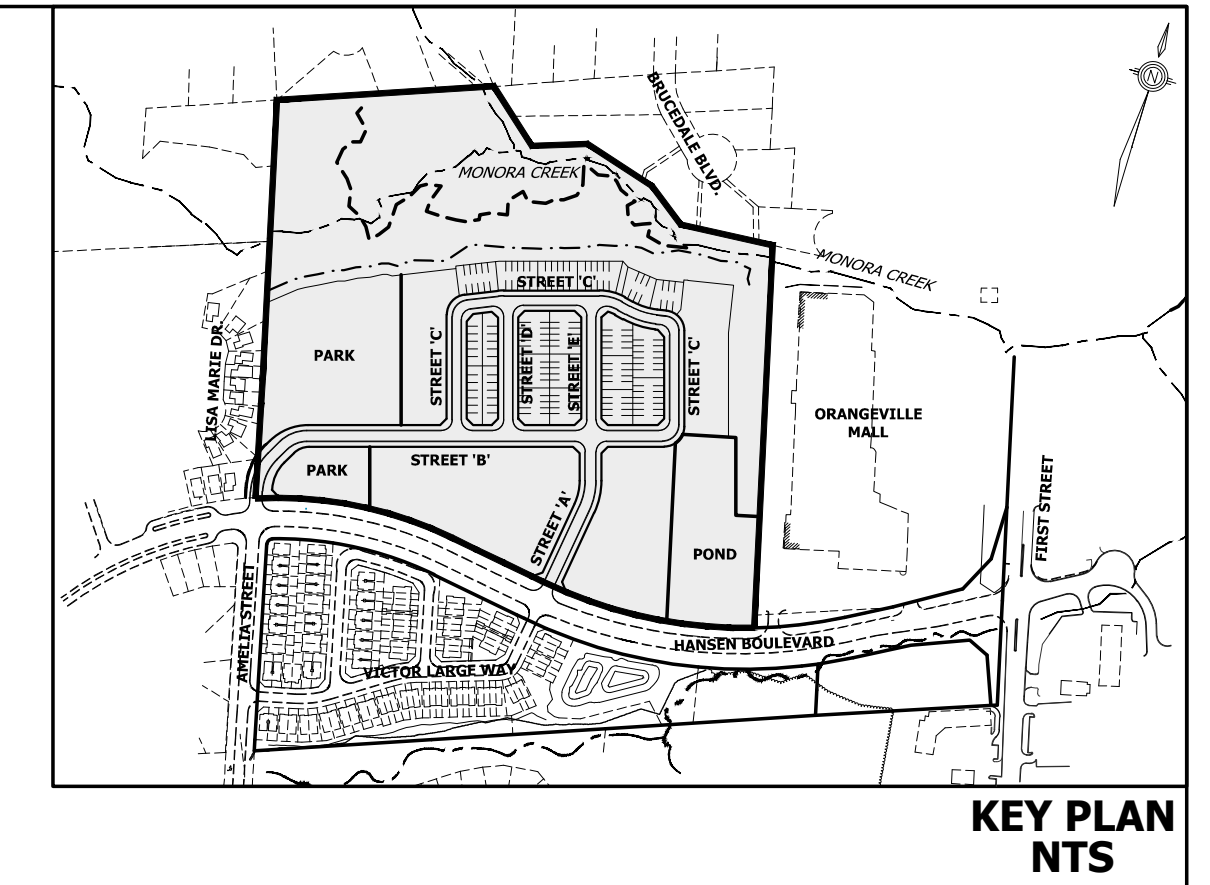 N
BRUCEDALE BLVD.
MONORA CREEK
MONORA CREEK
STREET 'C'
LISA MARIE DR.
PARK
STREET 'C'
STREET 'D'
STREET 'E'
STREET 'C'
ORANGEVILLE
MALL
PARK
STREET 'B'
STREET 'A'
FIRST STREET
POND
AMELIA STREET
HANSEN BOULEVARD
VICTOR LARGE WAY
KEY PLAN
NTS